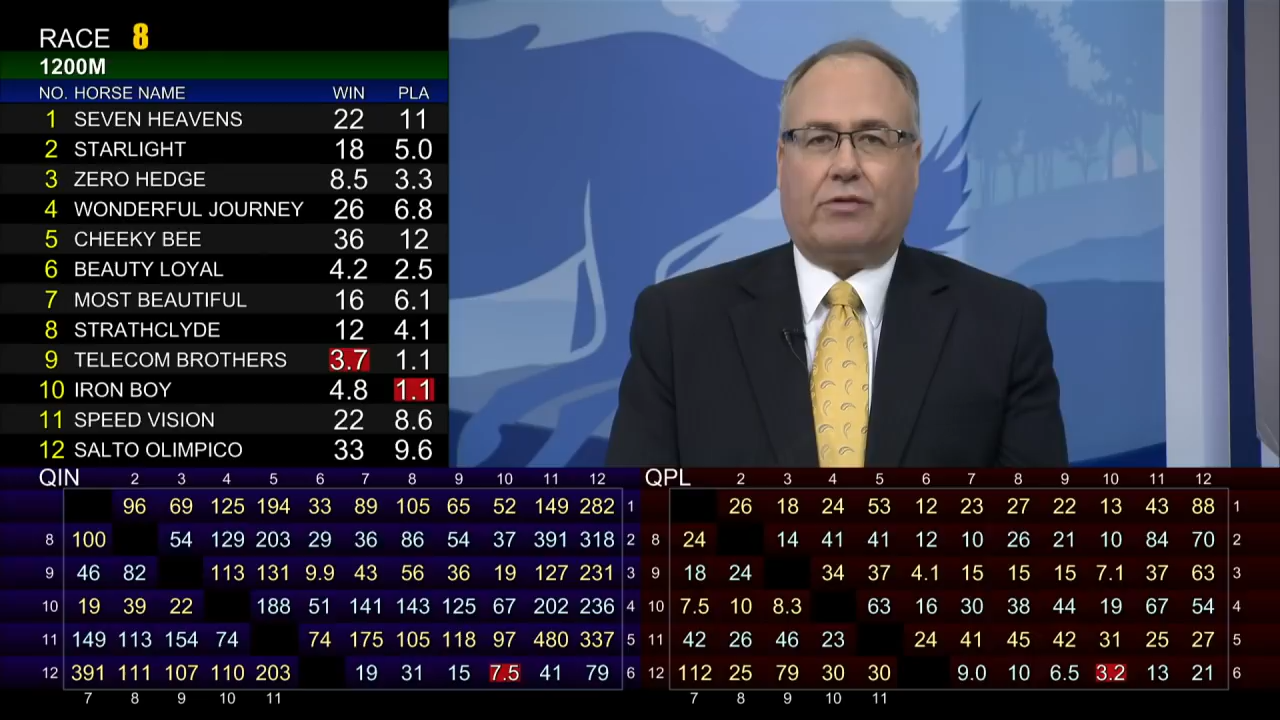 RACE 8
1200M
NO. HORSE NAME WIN PLA
1 SEVEN HEAVENS 22 11
2 STARLIGHT 18 5.0
3 ZERO HEDGE 8.5 3.3
4 WONDERFUL JOURNEY 26 6.8
5 CHEEKY BEE 36 12
6 BEAUTY LOYAL 4.2 2.5
7 MOST BEAUTIFUL 16 6.1
8 STRATHCLYDE 12 4.1
9 TELECOM BROTHERS 3.7 1.1
10 IRON BOY 4.8 1.1
11 SPEED VISION 22 8.6
12 SALTO OLIMPICO 33 9.6
QIN 2 3 4 5 6 7 8 9 10 11 12
96 69 125 194 33 89 105 65 52 149 282 1
8 100 54 129 203 29 36 86 54 37 391 318 2
9 46 82 113 131 9.9 43 56 36 19 127 231 3
10 19 39 22 188 51 141 143 125 67 202 236 4
11 149 113 154 74 74 175 105 118 97 480 337 5
12 391 111 107 110 203 19 31 15 7.5 41 79 6
7 8 9 10 11
QPL 2 3 4 5 6 7 8 9 10 11 12
26 18 24 53 12 23 27 22 13 43 88 1
8 24 14 41 41 12 10 26 21 10 84 70 2
9 18 24 34 37 4.1 15 15 15 7.1 37 63 3
10 7.5 10 8.3 63 16 30 38 44 19 67 54 4
11 42 26 46 23 24 41 45 42 31 25 27 5
12 112 25 79 30 30 9.0 10 6.5 3.2 13 21 6
7 8 9 10 11